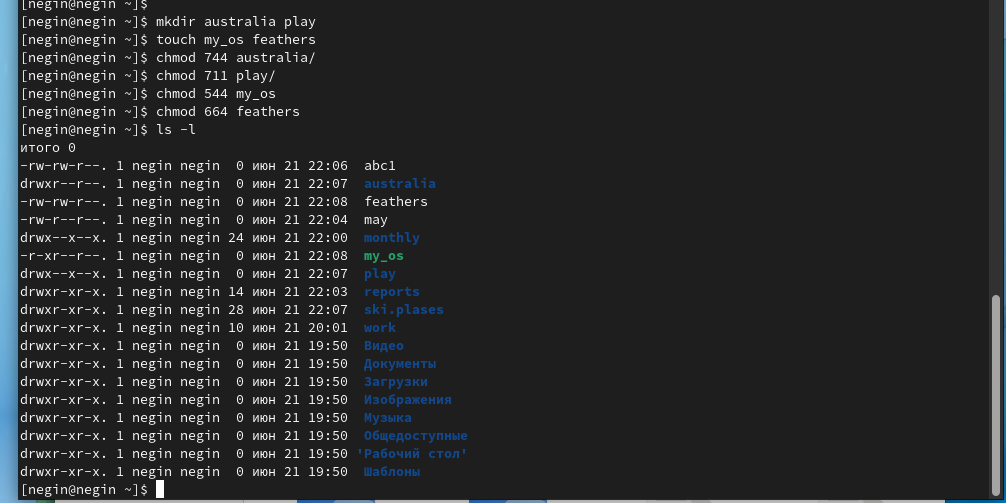 [negin@negin ~]$
[negin@negin ~]$ mkdir australia play
[negin@negin ~]$ touch my_os feathers
[negin@negin ~]$ chmod 744 australia/
[negin@negin ~]$ chmod 711 play/
[negin@negin ~]$ chmod 544 my_os
[negin@negin ~]$ chmod 664 feathers
[negin@negin ~]$ ls -l
итого 0
-rw-rw-r--. 1 negin negin  0 июн 21 22:06  abc1
drwxr--r--. 1 negin negin  0 июн 21 22:07  australia
-rw-rw-r--. 1 negin negin  0 июн 21 22:08  feathers
-rw-r--r--. 1 negin negin  0 июн 21 22:04  may
drwx--x--x. 1 negin negin 24 июн 21 22:00  monthly
-r-xr--r--. 1 negin negin  0 июн 21 22:08  my_os
drwx--x--x. 1 negin negin  0 июн 21 22:07  play
drwxr-xr-x. 1 negin negin 14 июн 21 22:03  reports
drwxr-xr-x. 1 negin negin 28 июн 21 22:07  ski.plases
drwxr-xr-x. 1 negin negin 10 июн 21 20:01  work
drwxr-xr-x. 1 negin negin  0 июн 21 19:50  Видео
drwxr-xr-x. 1 negin negin  0 июн 21 19:50  Документы
drwxr-xr-x. 1 negin negin  0 июн 21 19:50  Загрузки
drwxr-xr-x. 1 negin negin  0 июн 21 19:50  Изображения
drwxr-xr-x. 1 negin negin  0 июн 21 19:50  Музыка
drwxr-xr-x. 1 negin negin  0 июн 21 19:50  Общедоступные
drwxr-xr-x. 1 negin negin  0 июн 21 19:50 'Рабочий стол'
drwxr-xr-x. 1 negin negin  0 июн 21 19:50  Шаблоны
[negin@negin ~]$